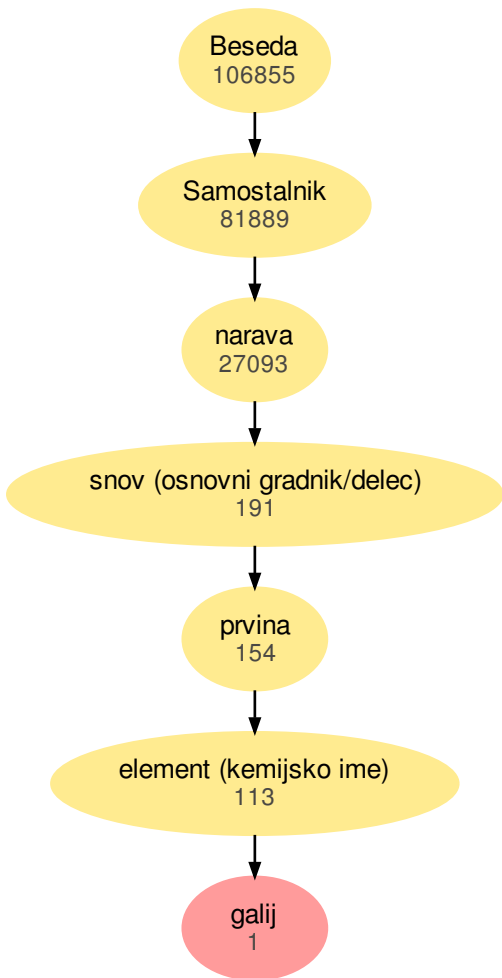 Beseda
106855
Samostalnik
81889
narava
27093
snov (osnovni gradnik/delec)
191
prvina
154
element (kemijsko ime)
113
galij
1